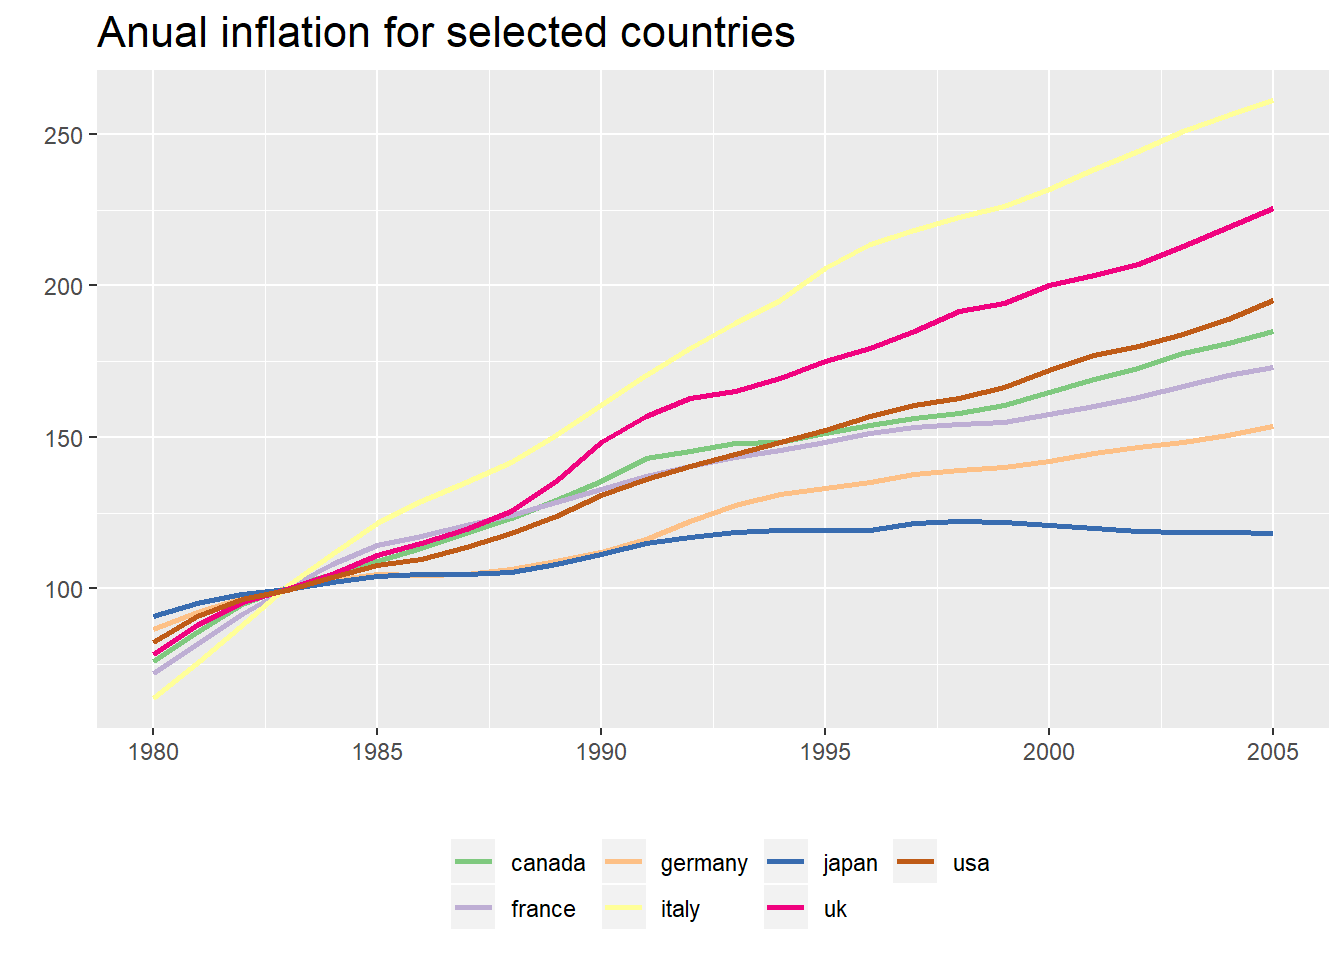 Anual inflation for selected countries
250
200
150
100
1980 1985 1990 1995 2000 2005
canada germany japan usa
france italy uk